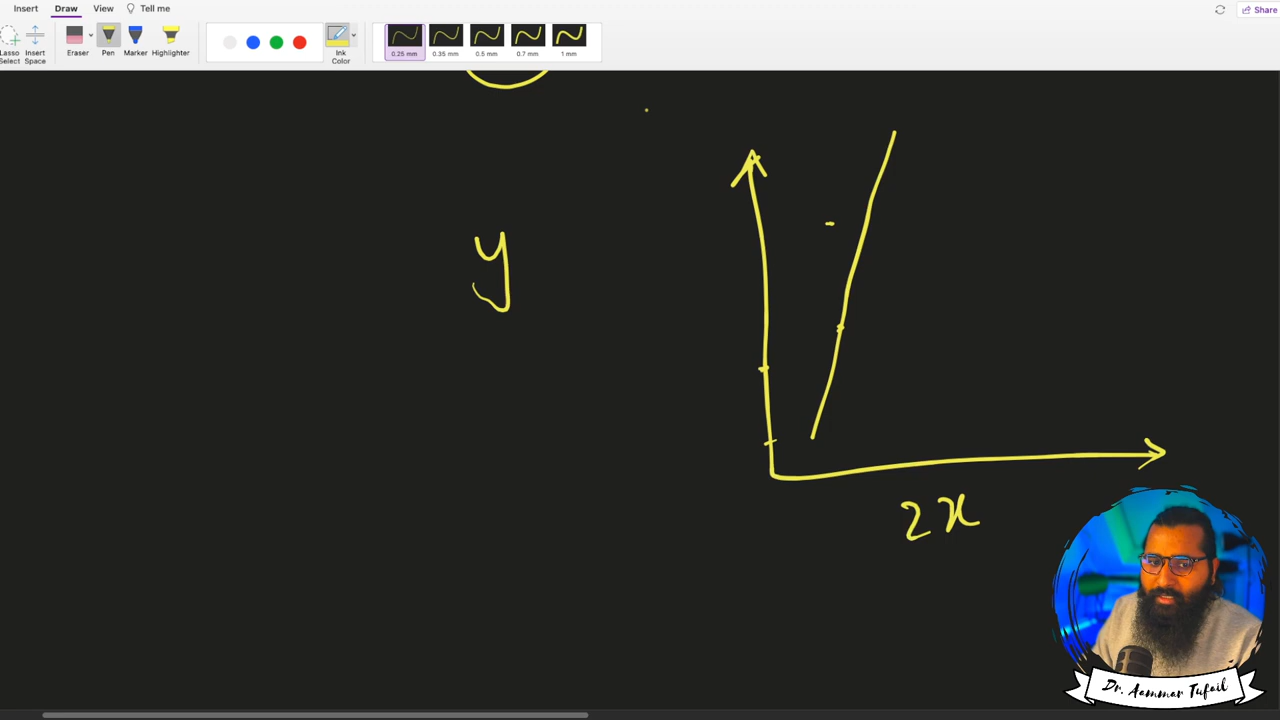 Insert Draw View Tell me Share
Lasso Select
Insert Space
Eraser
Pen
Marker
Highlighter
Ink Color
0.25 mm
0.35 mm
0.5 mm
0.7 mm
1 mm
y
2x
Dr. Aammar Tufail